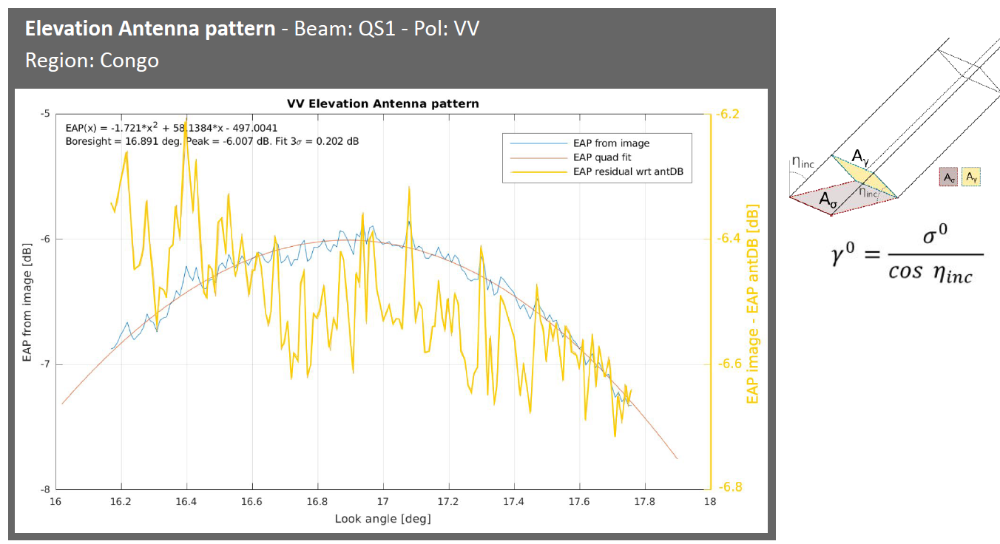 Elevation Antenna pattern - Beam: QS1 - Pol: VV
Region: Congo
VV Elevation Antenna pattern
EAP(x) = -1.721*x² + 58.1384*x - 497.0041
Boresight = 16.891 deg. Peak = -6.007 dB. Fit 3σ = 0.202 dB
EAP from image
EAP quad fit
EAP residual wrt antDB
-5
-6
-7
-8
EAP from image [dB]
-6.2
-6.4
-6.6
-6.8
EAP image - EAP antDB [dB]
16 16.2 16.4 16.6 16.8 17 17.2 17.4 17.6 17.8 18
Look angle [deg]
ηinc
Aγ
Aσ
ηinc
Aσ Aγ
γ⁰ = σ⁰ / cos ηinc